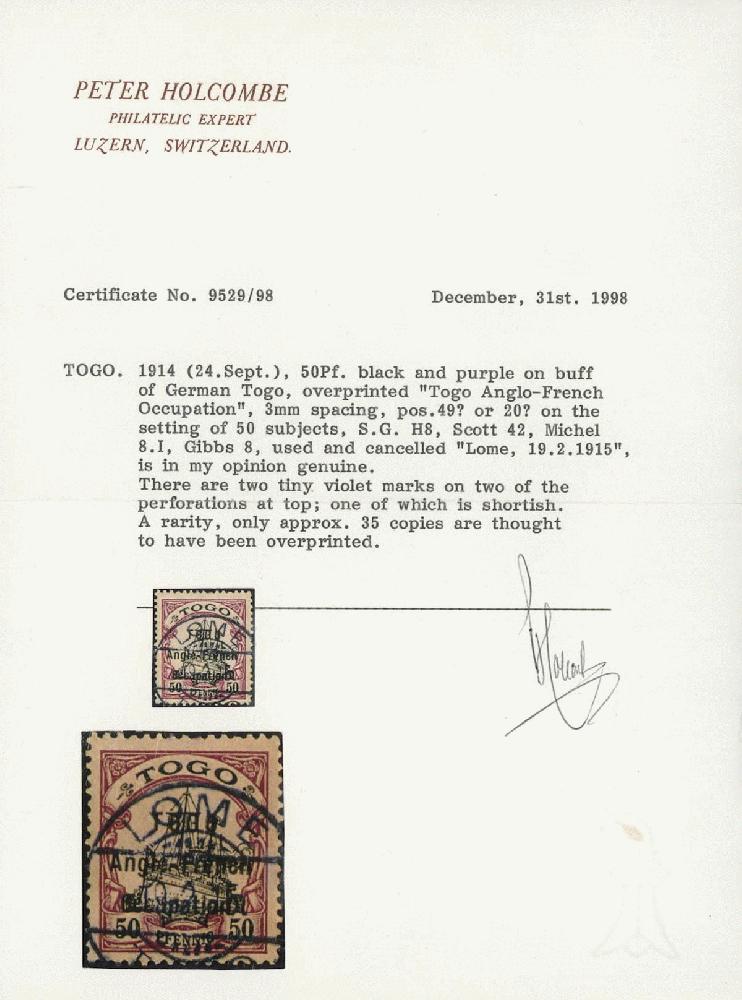 PETER HOLCOMBE
PHILATELIC EXPERT
LUZERN, SWITZERLAND.
Certificate No. 9529/98 December, 31st. 1998
TOGO. 1914 (24.Sept.), 50Pf. black and purple on buff
of German Togo, overprinted "Togo Anglo-French
Occupation", 3mm spacing, pos.49? or 20? on the
setting of 50 subjects, S.G. H8, Scott 42, Michel
8.I, Gibbs 8, used and cancelled "Lome, 19.2.1915",
is in my opinion genuine.
There are two tiny violet marks on two of the
perforations at top; one of which is shortish.
A rarity, only approx. 35 copies are thought
to have been overprinted.
TOGO
LOME
Togo
Anglo-French
Occupation
50 50
PFENNIG
TOGO
LOME
Togo
Anglo-French
Occupation
50 50
PFENNIG